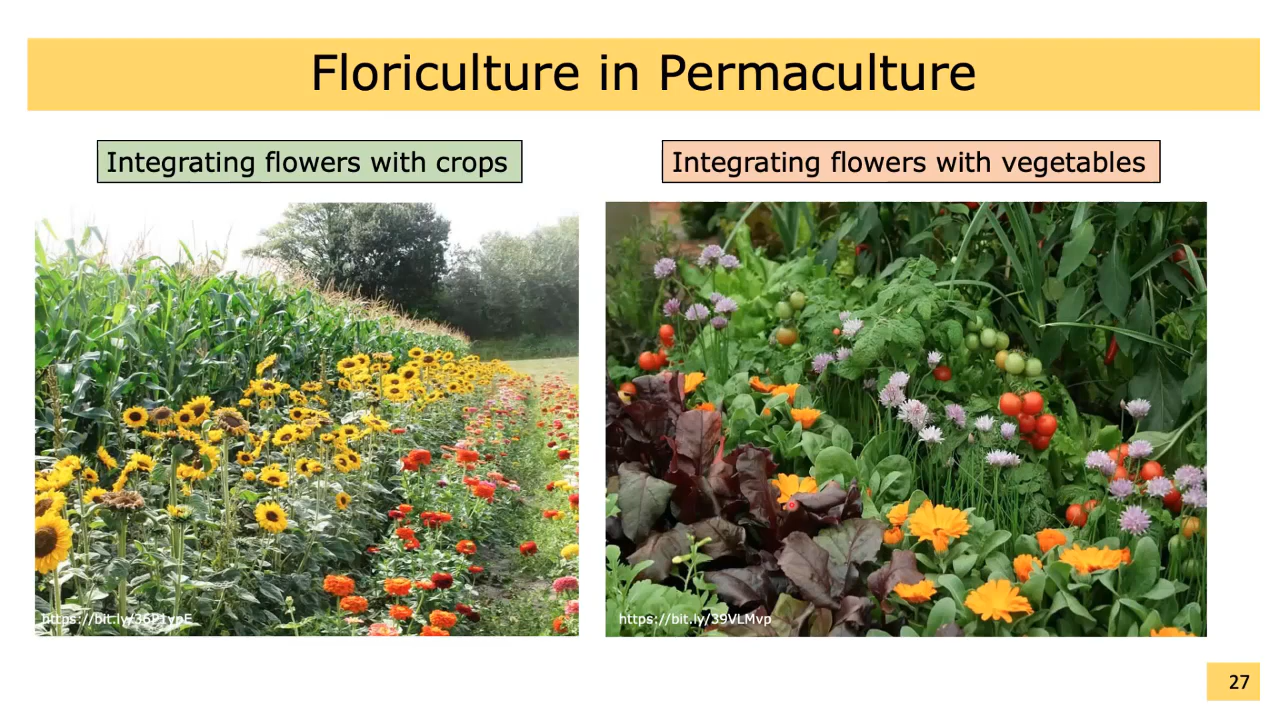 Floriculture in Permaculture
Integrating flowers with crops
Integrating flowers with vegetables
https://bit.ly/39VLMvp
27